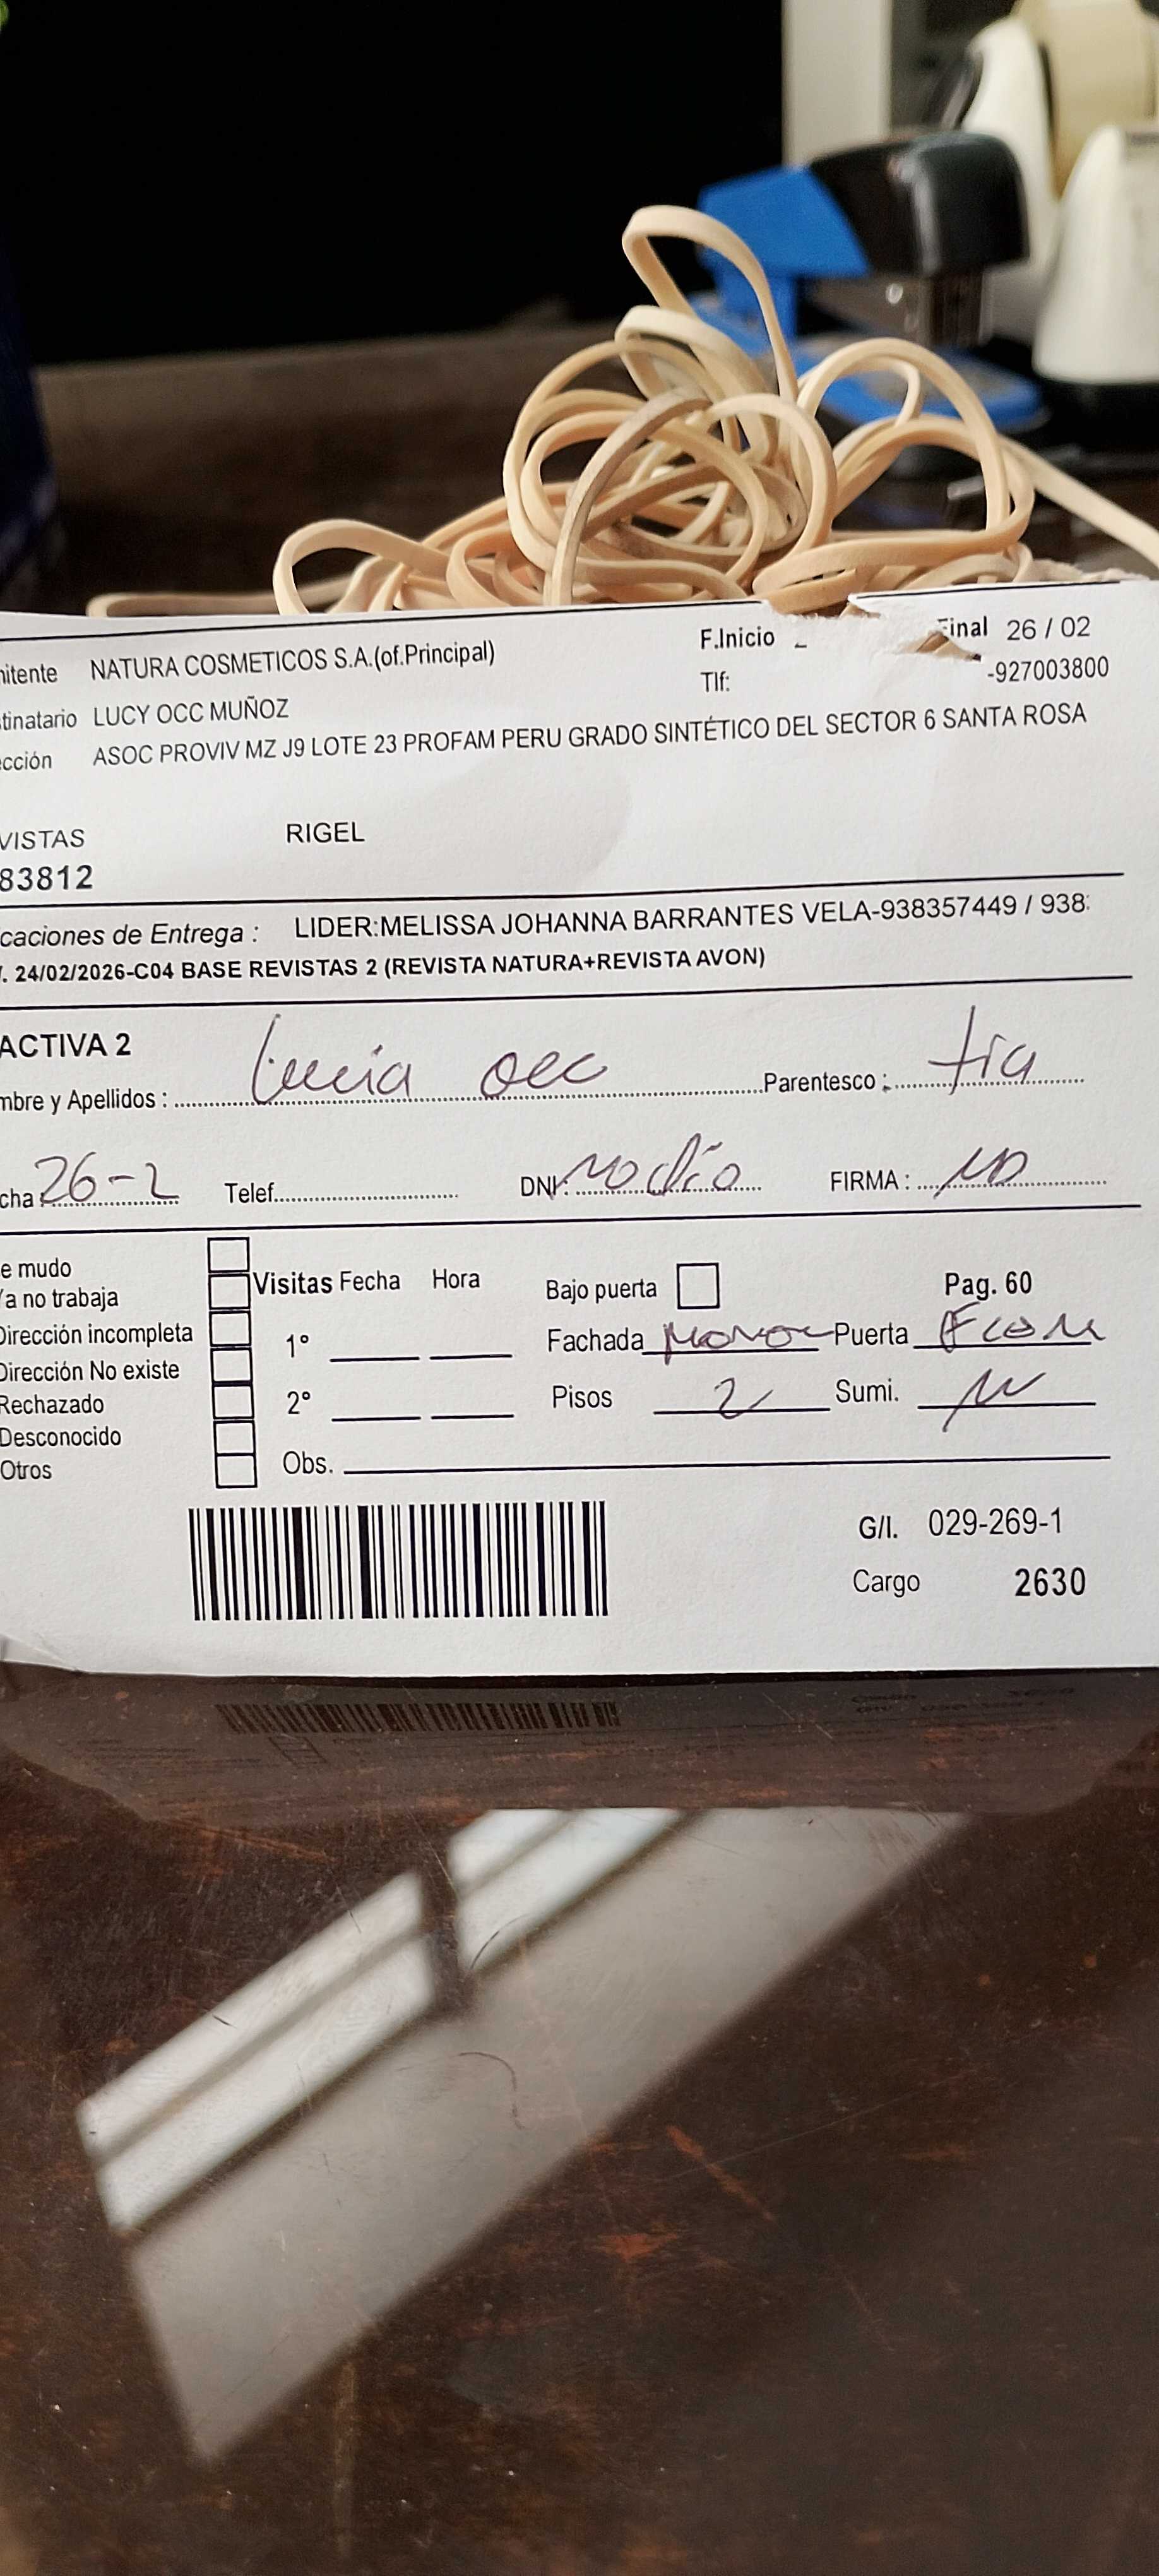 mitente NATURA COSMETICOS S.A.(of.Principal) F.Inicio Final 26 / 02
Tlf: -927003800
tinatario LUCY OCC MUÑOZ
cción ASOC PROVIV MZ J9 LOTE 23 PROFAM PERU GRADO SINTÉTICO DEL SECTOR 6 SANTA ROSA
VISTAS RIGEL
83812
caciones de Entrega : LIDER:MELISSA JOHANNA BARRANTES VELA-938357449 / 938
. 24/02/2026-C04 BASE REVISTAS 2 (REVISTA NATURA+REVISTA AVON)
ACTIVA 2
mbre y Apellidos : Lucia occ Parentesco : tia
cha 26-2 Telef. DNI: no dio FIRMA :
e mudo
Ya no trabaja Visitas Fecha Hora Bajo puerta Pag. 60
Dirección incompleta 1° Fachada Puerta
Dirección No existe
Rechazado 2° Pisos 2 Sumi.
Desconocido
Otros Obs.
G/I. 029-269-1
Cargo 2630